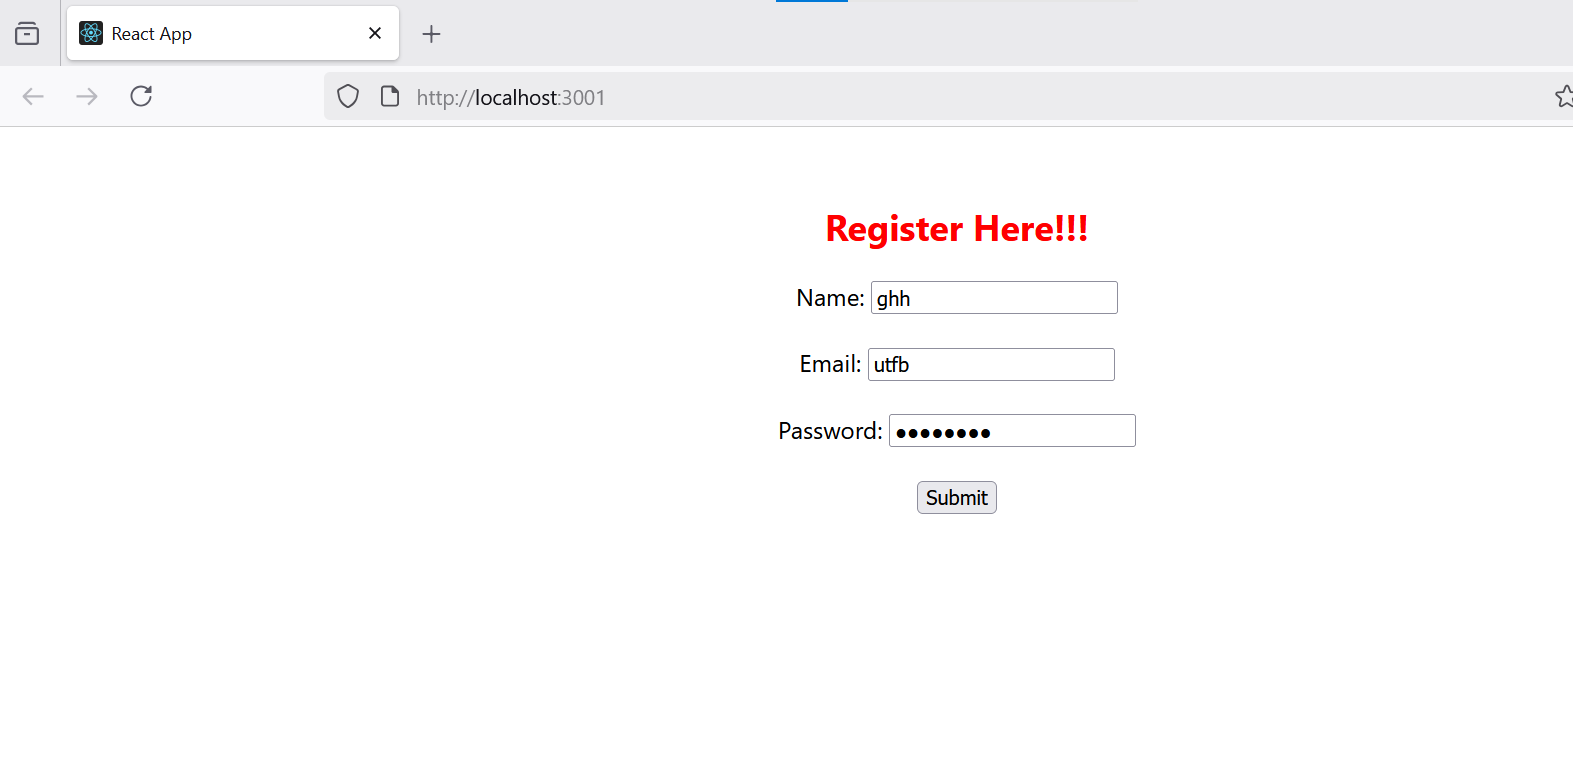 React App
http://localhost:3001
Register Here!!!
Name: ghh
Email: utfb
Password: ●●●●●●●●
Submit